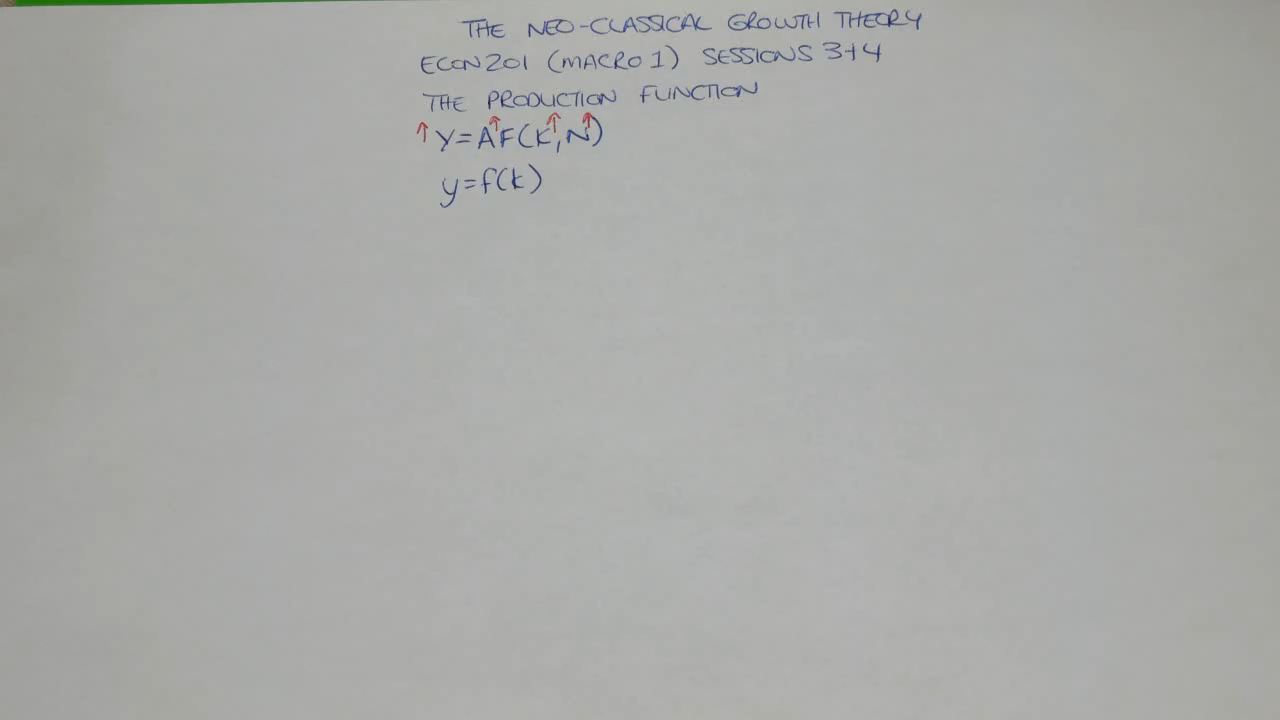 THE NEO-CLASSICAL GROWTH THEORY
ECON201 (MACRO 1) SESSIONS 3+4
THE PRODUCTION FUNCTION
↑Y=A↑F(K↑,N↑)
y=f(k)